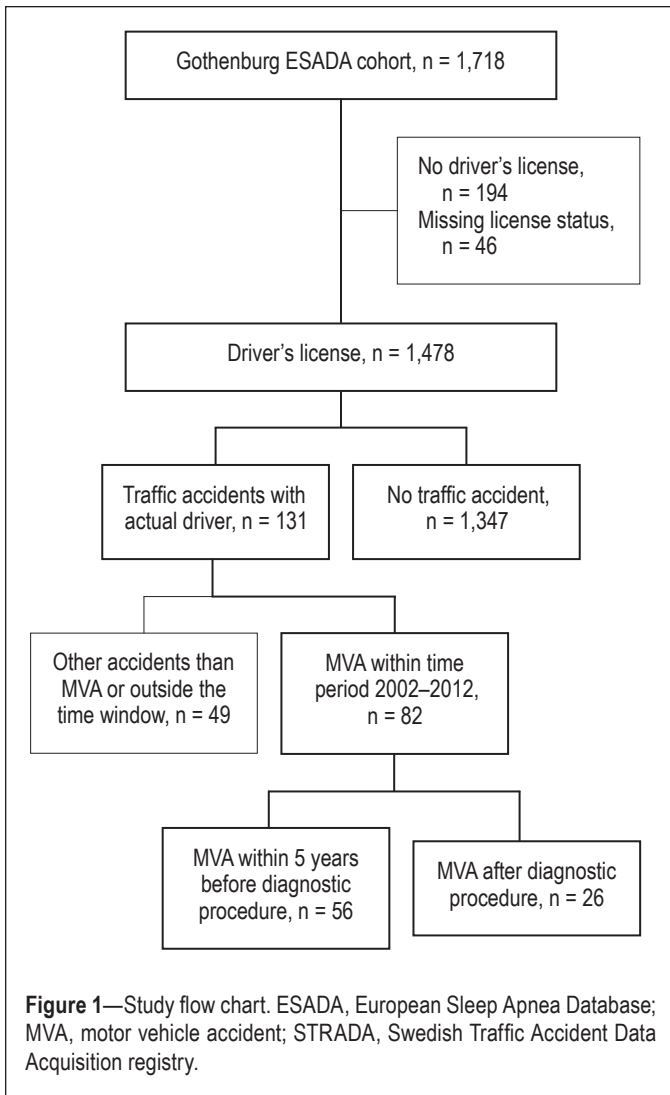 Gothenburg ESADA cohort, n = 1,718
No driver's license,
n = 194
Missing license status,
n = 46
Driver's license, n = 1,478
Traffic accidents with
actual driver, n = 131
No traffic accident,
n = 1,347
Other accidents than
MVA or outside the
time window, n = 49
MVA within time
period 2002–2012,
n = 82
MVA within 5 years
before diagnostic
procedure, n = 56
MVA after diagnostic
procedure, n = 26
Figure 1—Study flow chart. ESADA, European Sleep Apnea Database;
MVA, motor vehicle accident; STRADA, Swedish Traffic Accident Data
Acquisition registry.